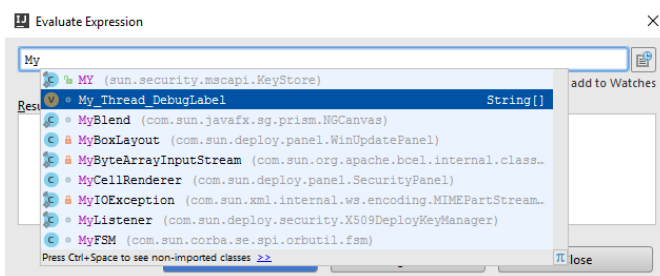 Evaluate Expression
My
add to Watches
MY (sun.security.mscapi.KeyStore)
My_Thread_DebugLabel String[]
MyBlend (com.sun.javafx.sg.prism.NGCanvas)
MyBoxLayout (com.sun.deploy.panel.WinUpdatePanel)
MyByteArrayInputStream (com.sun.org.apache.bcel.internal.class…
MyCellRenderer (com.sun.deploy.panel.SecurityPanel)
MyIOException (com.sun.xml.internal.ws.encoding.MIMEPartStream…
MyListener (com.sun.deploy.security.X509DeployKeyManager)
MyFSM (com.sun.corba.se.spi.orbutil.fsm)
Press Ctrl+Space to see non-imported classes >> π